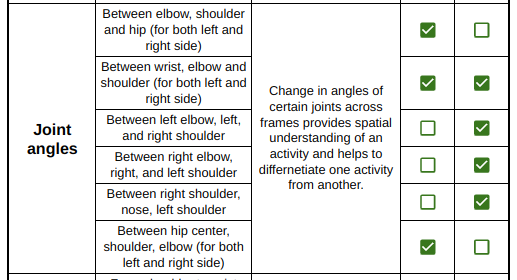 Between elbow, shoulder
and hip (for both left and
right side)
Between wrist, elbow and
shoulder (for both left and
right side)
Between left elbow, left,
and right shoulder
Between right elbow,
right, and left shoulder
Between right shoulder,
nose, left shoulder
Between hip center,
shoulder, elbow (for both
left and right side)
Joint
angles
Change in angles of
certain joints across
frames provides spatial
understanding of an
activity and helps to
differnetiate one activity
from another.